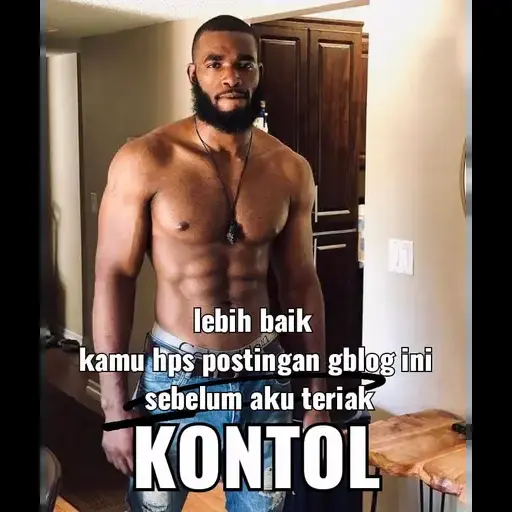 lebih baik
kamu hps postingan gblog ini
sebelum aku teriak
KONTOL